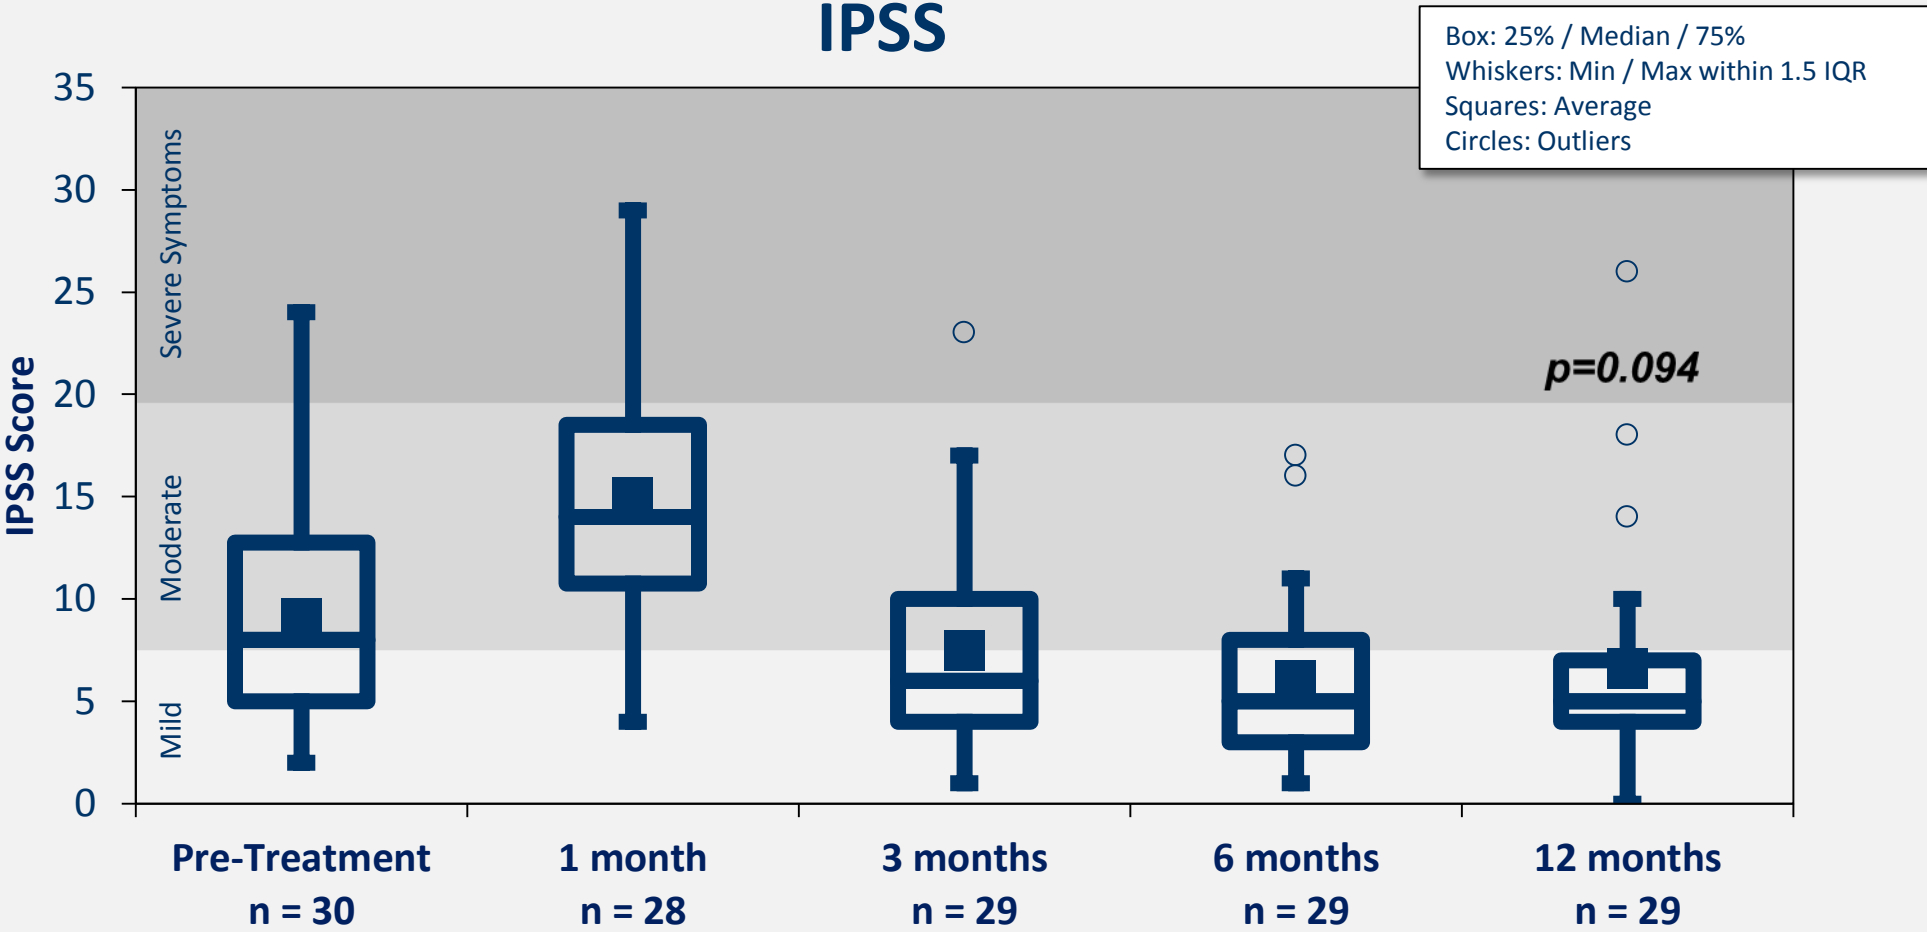 IPSS
Box: 25% / Median / 75%
Whiskers: Min / Max within 1.5 IQR
Squares: Average
Circles: Outliers
35
30
25
20
15
10
5
0
IPSS Score
Severe Symptoms
Moderate
Mild
p=0.094
Pre-Treatment
n = 30
1 month
n = 28
3 months
n = 29
6 months
n = 29
12 months
n = 29